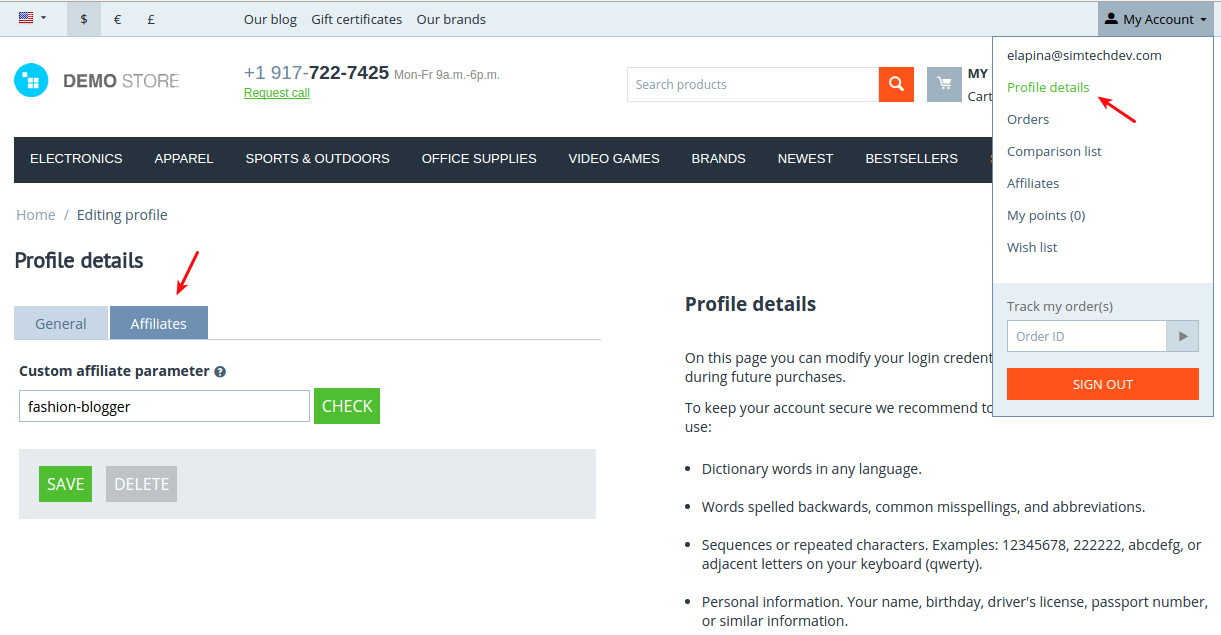 $ € £ Our blog Gift certificates Our brands My Account
DEMO STORE
+1 917-722-7425 Mon-Fri 9a.m.-6p.m.
Request call
Search products
MY
Cart
elapina@simtechdev.com
Profile details
Orders
Comparison list
Affiliates
My points (0)
Wish list
Track my order(s)
Order ID
SIGN OUT
ELECTRONICS APPAREL SPORTS & OUTDOORS OFFICE SUPPLIES VIDEO GAMES BRANDS NEWEST BESTSELLERS
Home / Editing profile
Profile details
General Affiliates
Custom affiliate parameter
fashion-blogger CHECK
SAVE DELETE
Profile details
On this page you can modify your login credent
during future purchases.
To keep your account secure we recommend to
use:
• Dictionary words in any language.
• Words spelled backwards, common misspellings, and abbreviations.
• Sequences or repeated characters. Examples: 12345678, 222222, abcdefg, or
adjacent letters on your keyboard (qwerty).
• Personal information. Your name, birthday, driver's license, passport number,
or similar information.